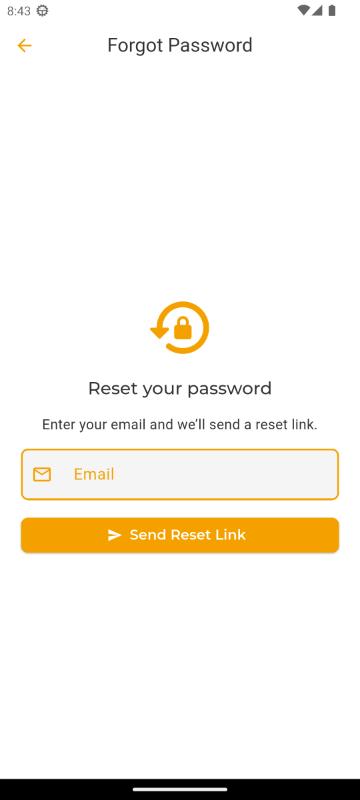 8:43
Forgot Password
Reset your password
Enter your email and we'll send a reset link.
Email
Send Reset Link